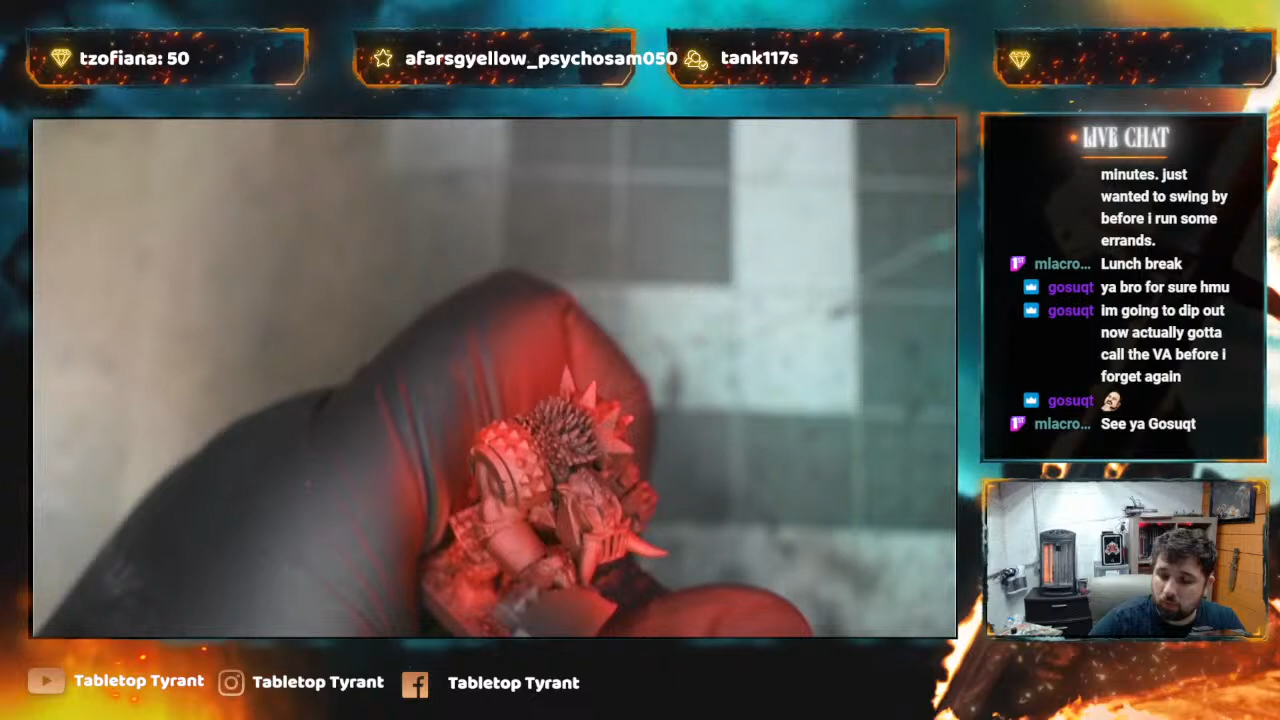 tzofiana: 50
afarsgyellow_psychosam050
tank117s
LIVE CHAT
minutes. just
wanted to swing by
before i run some
errands.
mlacro... Lunch break
gosuqt ya bro for sure hmu
gosuqt im going to dip out
now actually gotta
call the VA before i
forget again
gosuqt
mlacro... See ya Gosuqt
Tabletop Tyrant
Tabletop Tyrant
Tabletop Tyrant